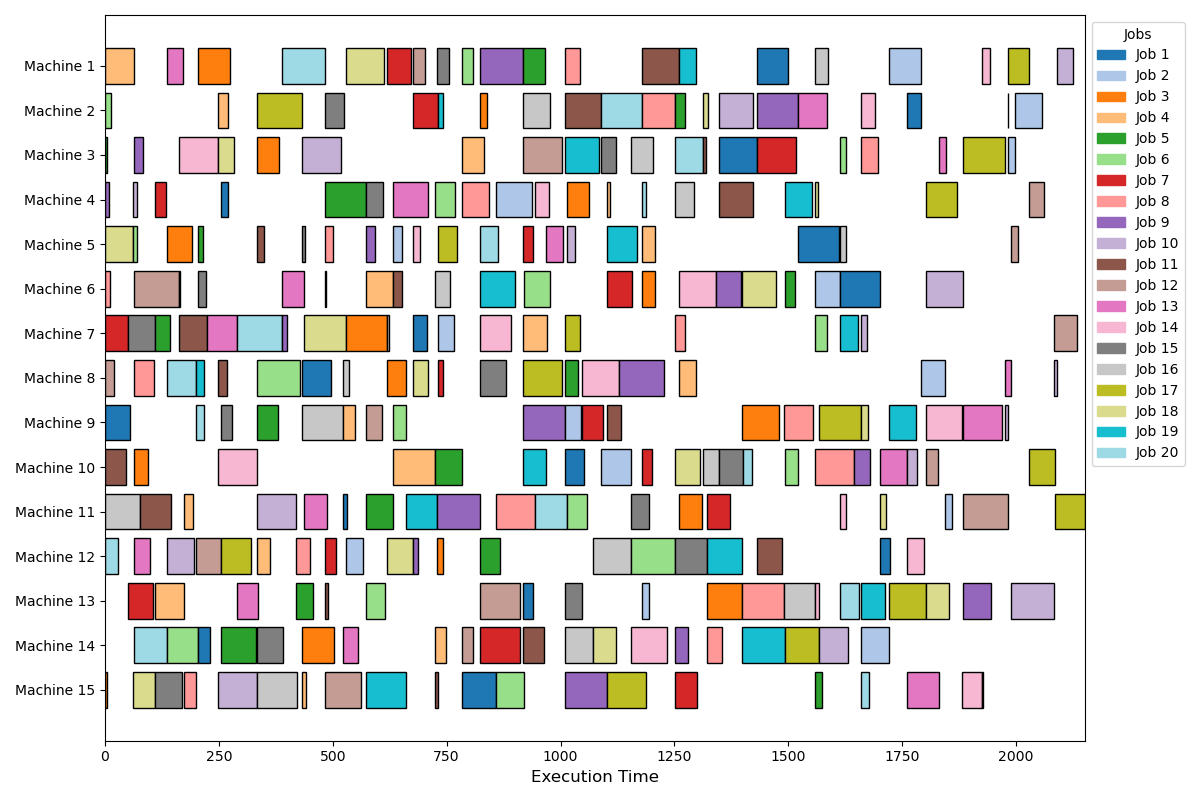 Machine 1
Machine 2
Machine 3
Machine 4
Machine 5
Machine 6
Machine 7
Machine 8
Machine 9
Machine 10
Machine 11
Machine 12
Machine 13
Machine 14
Machine 15
0 250 500 750 1000 1250 1500 1750 2000
Execution Time
Jobs
Job 1
Job 2
Job 3
Job 4
Job 5
Job 6
Job 7
Job 8
Job 9
Job 10
Job 11
Job 12
Job 13
Job 14
Job 15
Job 16
Job 17
Job 18
Job 19
Job 20